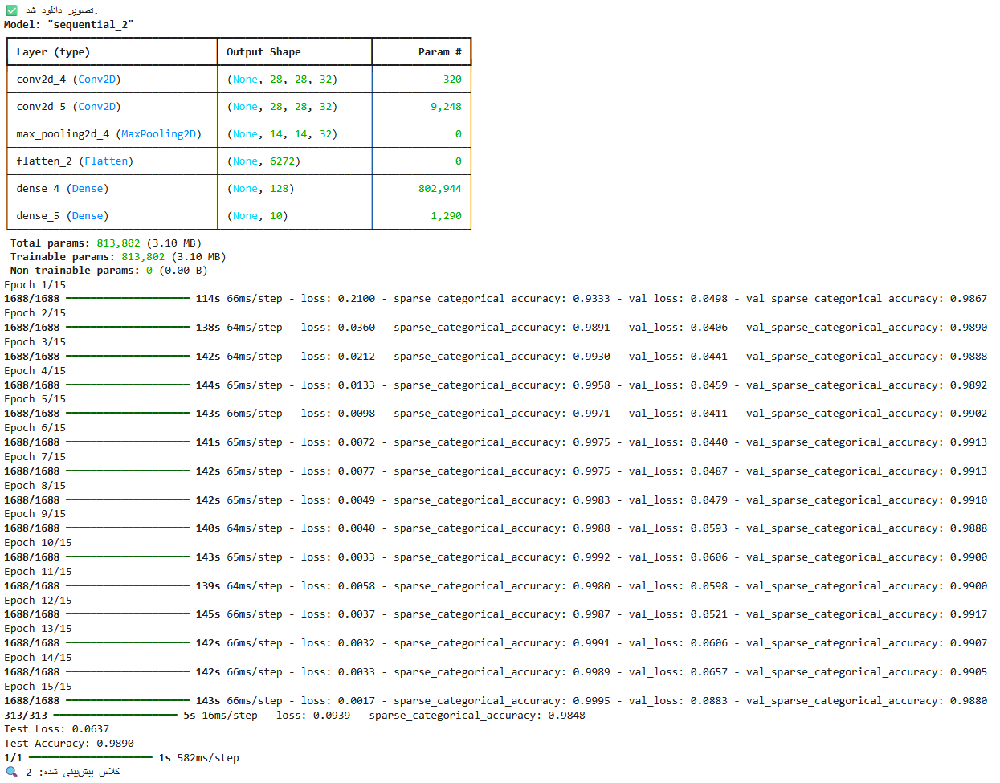 ✅ تصویر دانلود شد.
Model: "sequential_2"
Layer (type) Output Shape Param #
conv2d_4 (Conv2D) (None, 28, 28, 32) 320
conv2d_5 (Conv2D) (None, 28, 28, 32) 9,248
max_pooling2d_4 (MaxPooling2D) (None, 14, 14, 32) 0
flatten_2 (Flatten) (None, 6272) 0
dense_4 (Dense) (None, 128) 802,944
dense_5 (Dense) (None, 10) 1,290
Total params: 813,802 (3.10 MB)
Trainable params: 813,802 (3.10 MB)
Non-trainable params: 0 (0.00 B)
Epoch 1/15
1688/1688 ━━━━━━━━━━━━━━━━━━━━ 114s 66ms/step - loss: 0.2100 - sparse_categorical_accuracy: 0.9333 - val_loss: 0.0498 - val_sparse_categorical_accuracy: 0.9867
Epoch 2/15
1688/1688 ━━━━━━━━━━━━━━━━━━━━ 138s 64ms/step - loss: 0.0360 - sparse_categorical_accuracy: 0.9891 - val_loss: 0.0406 - val_sparse_categorical_accuracy: 0.9890
Epoch 3/15
1688/1688 ━━━━━━━━━━━━━━━━━━━━ 142s 64ms/step - loss: 0.0212 - sparse_categorical_accuracy: 0.9930 - val_loss: 0.0441 - val_sparse_categorical_accuracy: 0.9888
Epoch 4/15
1688/1688 ━━━━━━━━━━━━━━━━━━━━ 144s 65ms/step - loss: 0.0133 - sparse_categorical_accuracy: 0.9958 - val_loss: 0.0459 - val_sparse_categorical_accuracy: 0.9892
Epoch 5/15
1688/1688 ━━━━━━━━━━━━━━━━━━━━ 143s 66ms/step - loss: 0.0098 - sparse_categorical_accuracy: 0.9971 - val_loss: 0.0411 - val_sparse_categorical_accuracy: 0.9902
Epoch 6/15
1688/1688 ━━━━━━━━━━━━━━━━━━━━ 141s 65ms/step - loss: 0.0072 - sparse_categorical_accuracy: 0.9975 - val_loss: 0.0440 - val_sparse_categorical_accuracy: 0.9913
Epoch 7/15
1688/1688 ━━━━━━━━━━━━━━━━━━━━ 142s 65ms/step - loss: 0.0077 - sparse_categorical_accuracy: 0.9975 - val_loss: 0.0487 - val_sparse_categorical_accuracy: 0.9913
Epoch 8/15
1688/1688 ━━━━━━━━━━━━━━━━━━━━ 142s 65ms/step - loss: 0.0049 - sparse_categorical_accuracy: 0.9983 - val_loss: 0.0479 - val_sparse_categorical_accuracy: 0.9910
Epoch 9/15
1688/1688 ━━━━━━━━━━━━━━━━━━━━ 140s 64ms/step - loss: 0.0040 - sparse_categorical_accuracy: 0.9988 - val_loss: 0.0593 - val_sparse_categorical_accuracy: 0.9888
Epoch 10/15
1688/1688 ━━━━━━━━━━━━━━━━━━━━ 143s 65ms/step - loss: 0.0033 - sparse_categorical_accuracy: 0.9992 - val_loss: 0.0606 - val_sparse_categorical_accuracy: 0.9900
Epoch 11/15
1688/1688 ━━━━━━━━━━━━━━━━━━━━ 139s 64ms/step - loss: 0.0058 - sparse_categorical_accuracy: 0.9980 - val_loss: 0.0598 - val_sparse_categorical_accuracy: 0.9900
Epoch 12/15
1688/1688 ━━━━━━━━━━━━━━━━━━━━ 145s 66ms/step - loss: 0.0037 - sparse_categorical_accuracy: 0.9987 - val_loss: 0.0521 - val_sparse_categorical_accuracy: 0.9917
Epoch 13/15
1688/1688 ━━━━━━━━━━━━━━━━━━━━ 142s 66ms/step - loss: 0.0032 - sparse_categorical_accuracy: 0.9991 - val_loss: 0.0606 - val_sparse_categorical_accuracy: 0.9907
Epoch 14/15
1688/1688 ━━━━━━━━━━━━━━━━━━━━ 142s 66ms/step - loss: 0.0033 - sparse_categorical_accuracy: 0.9989 - val_loss: 0.0657 - val_sparse_categorical_accuracy: 0.9905
Epoch 15/15
1688/1688 ━━━━━━━━━━━━━━━━━━━━ 143s 66ms/step - loss: 0.0017 - sparse_categorical_accuracy: 0.9995 - val_loss: 0.0883 - val_sparse_categorical_accuracy: 0.9880
313/313 ━━━━━━━━━━━━━━━━━━━━ 5s 16ms/step - loss: 0.0939 - sparse_categorical_accuracy: 0.9848
Test Loss: 0.0637
Test Accuracy: 0.9890
1/1 ━━━━━━━━━━━━━━━━━━━━ 1s 582ms/step
🔍 کلاس پیش‌بینی شده: 2